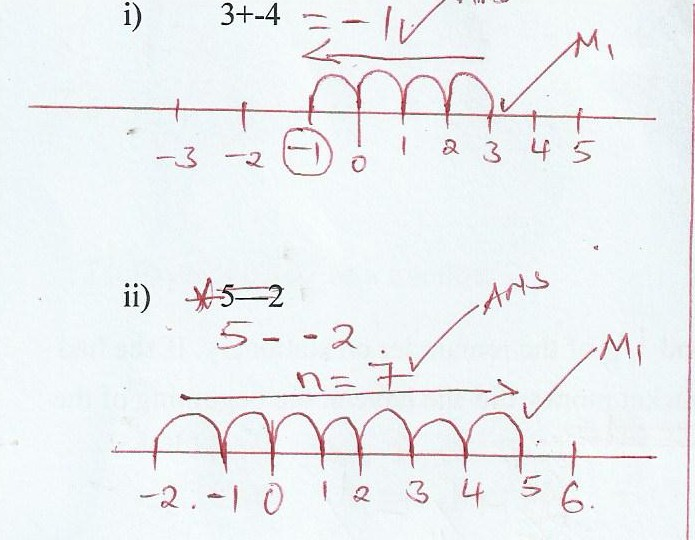 i) 3+-4 = -1
M1
-3 -2 -1 0 1 2 3 4 5
ii) 5—2
5 - - 2 ANS
n = 7 M1
-2. -1 0 1 2 3 4 5 6.